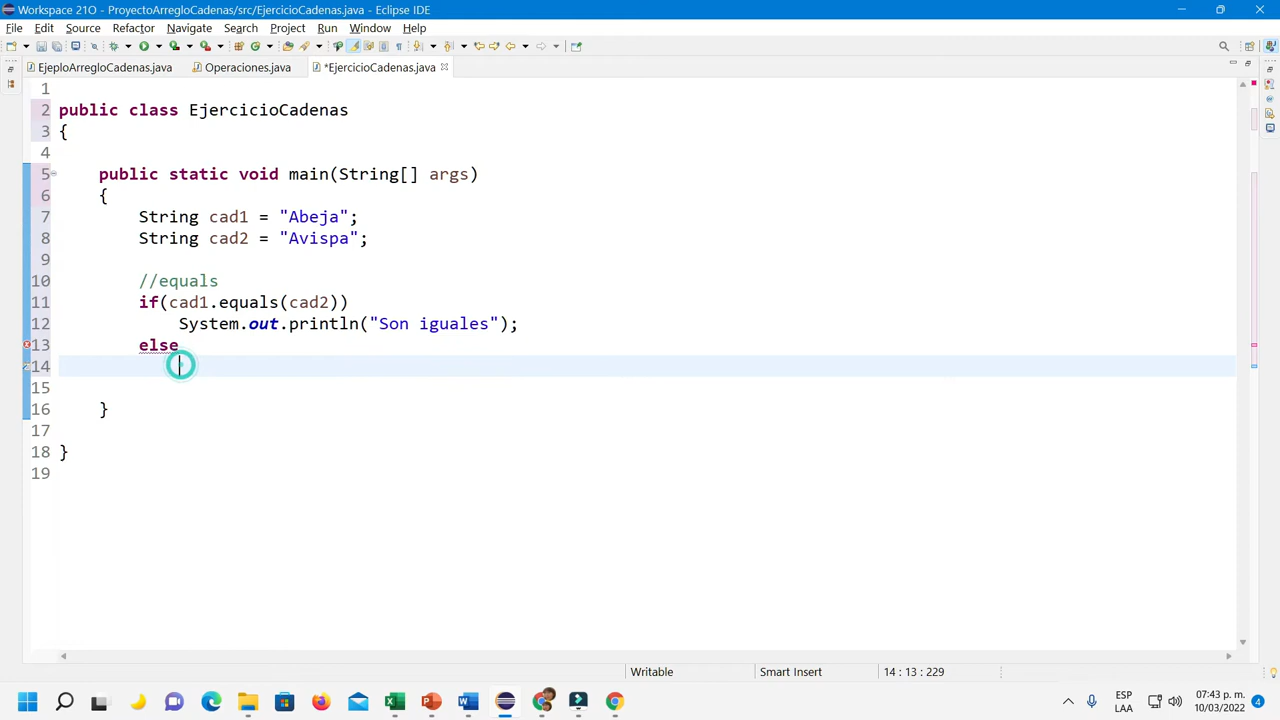 Workspace 21O - ProyectoArregloCadenas/src/EjercicioCadenas.java - Eclipse IDE
File Edit Source Refactor Navigate Search Project Run Window Help
EjeploArregloCadenas.java Operaciones.java *EjercicioCadenas.java
1
2 public class EjercicioCadenas
3 {
4
5 public static void main(String[] args)
6 {
7 String cad1 = "Abeja";
8 String cad2 = "Avispa";
9
10 //equals
11 if(cad1.equals(cad2))
12 System.out.println("Son iguales");
13 else
14
15
16 }
17
18 }
19
Writable Smart Insert 14 : 13 : 229
ESP 07:43 p. m.
LAA 10/03/2022 4